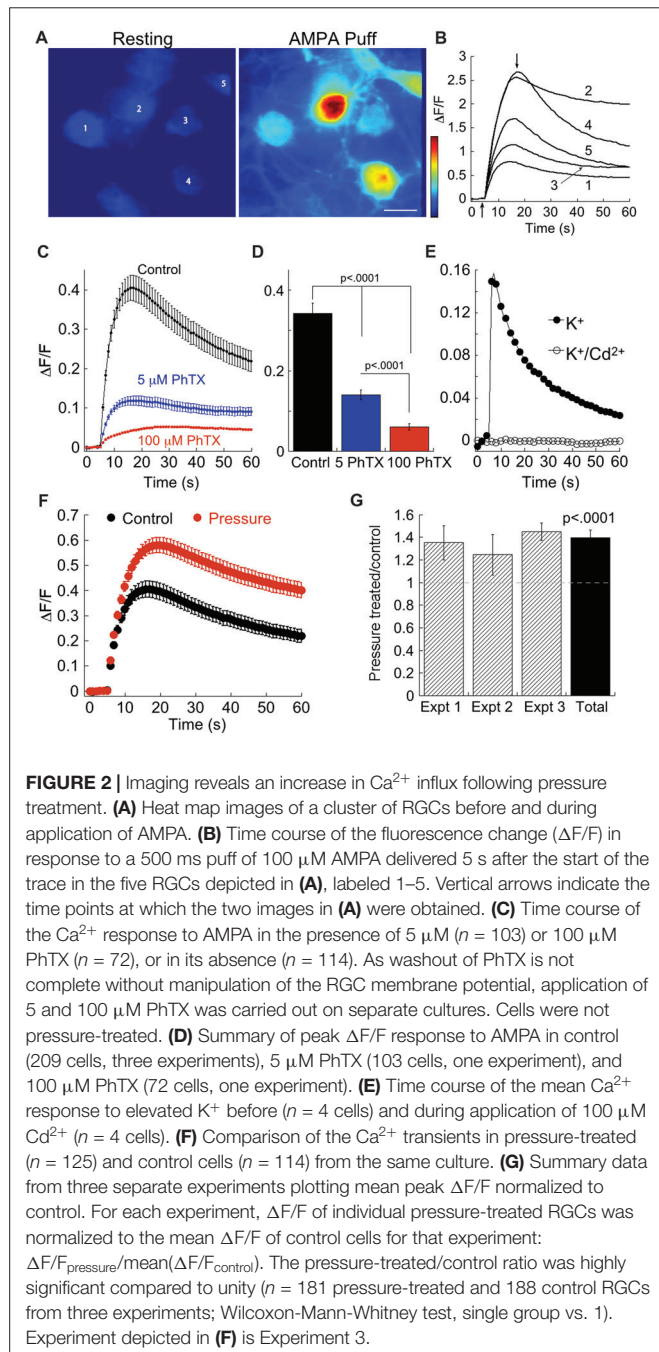 A
Resting
AMPA Puff
1
2
3
4
5
B
ΔF/F
3
2.5
2
1.5
1
0.5
0
2
4
5
3
1
0 10 20 30 40 50 60
Time (s)
C
Control
ΔF/F
0.4
0.3
0.2
0.1
0.0
5 μM PhTX
100 μM PhTX
0 10 20 30 40 50 60
Time (s)
D
p<.0001
p<.0001
0.4
0.2
0
Contrl 5 PhTX 100 PhTX
E
0.16
0.12
0.08
0.04
0
K⁺
K⁺/Cd²⁺
0 10 20 30 40 50 60
Time (s)
F
Control Pressure
ΔF/F
0.7
0.6
0.5
0.4
0.3
0.2
0.1
0
0 10 20 30 40 50 60
Time (s)
G
p<.0001
Pressure treated/control
1.6
1.4
1.2
1
0.8
0.6
0.4
0.2
0
Expt 1 Expt 2 Expt 3 Total
FIGURE 2 | Imaging reveals an increase in Ca²⁺ influx following pressure
treatment. (A) Heat map images of a cluster of RGCs before and during
application of AMPA. (B) Time course of the fluorescence change (ΔF/F) in
response to a 500 ms puff of 100 μM AMPA delivered 5 s after the start of the
trace in the five RGCs depicted in (A), labeled 1–5. Vertical arrows indicate the
time points at which the two images in (A) were obtained. (C) Time course of
the Ca²⁺ response to AMPA in the presence of 5 μM (n = 103) or 100 μM
PhTX (n = 72), or in its absence (n = 114). As washout of PhTX is not
complete without manipulation of the RGC membrane potential, application of
5 and 100 μM PhTX was carried out on separate cultures. Cells were not
pressure-treated. (D) Summary of peak ΔF/F response to AMPA in control
(209 cells, three experiments), 5 μM PhTX (103 cells, one experiment), and
100 μM PhTX (72 cells, one experiment). (E) Time course of the mean Ca²⁺
response to elevated K⁺ before (n = 4 cells) and during application of 100 μM
Cd²⁺ (n = 4 cells). (F) Comparison of the Ca²⁺ transients in pressure-treated
(n = 125) and control cells (n = 114) from the same culture. (G) Summary data
from three separate experiments plotting mean peak ΔF/F normalized to
control. For each experiment, ΔF/F of individual pressure-treated RGCs was
normalized to the mean ΔF/F of control cells for that experiment:
ΔF/F_pressure/mean(ΔF/F_control). The pressure-treated/control ratio was highly
significant compared to unity (n = 181 pressure-treated and 188 control RGCs
from three experiments; Wilcoxon-Mann-Whitney test, single group vs. 1).
Experiment depicted in (F) is Experiment 3.